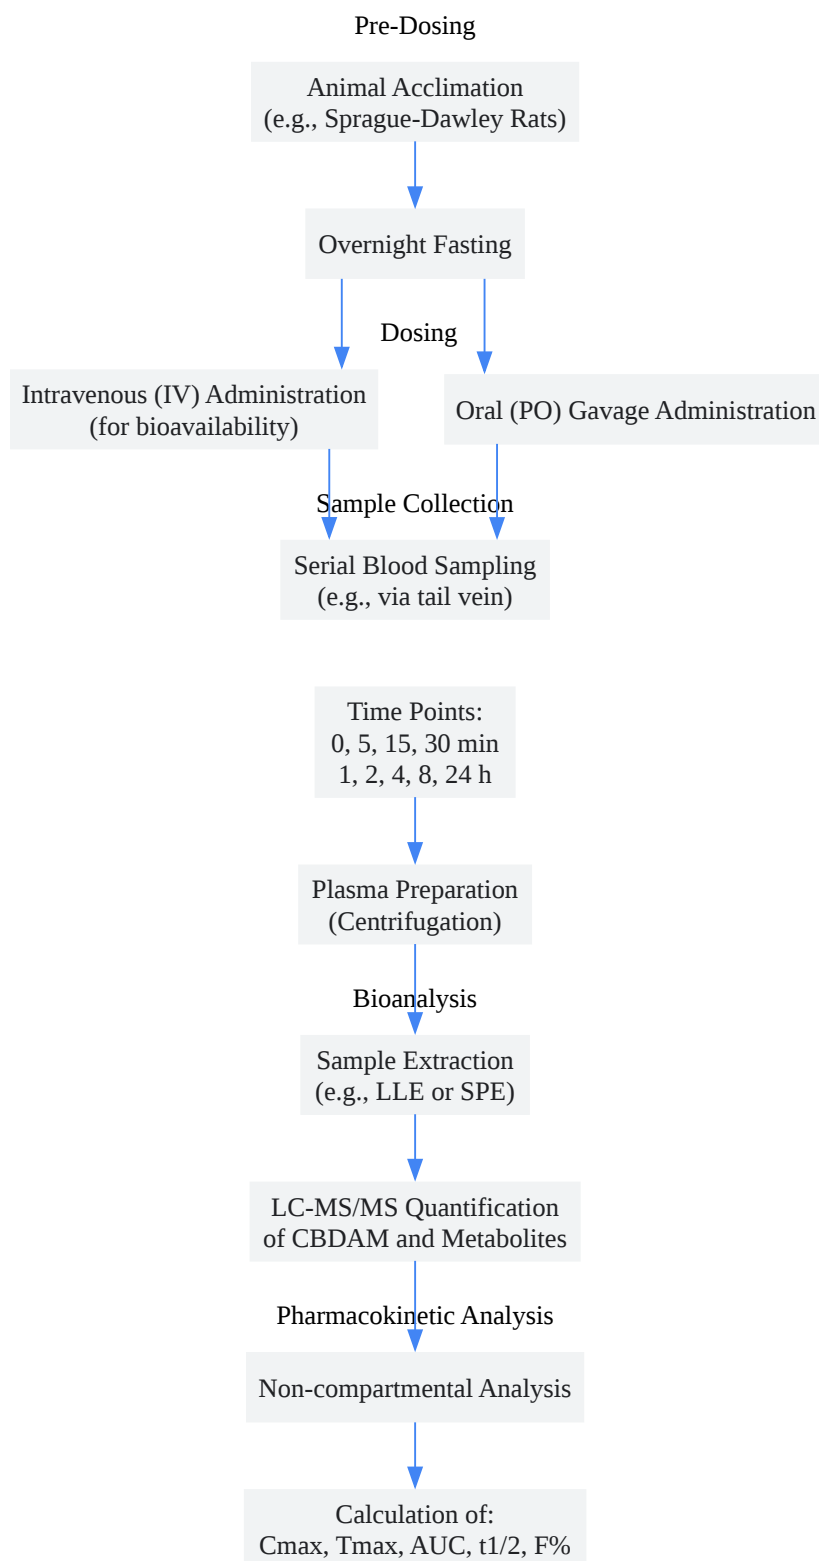 Pre-Dosing
Animal Acclimation
(e.g., Sprague-Dawley Rats)
Overnight Fasting
Dosing
Intravenous (IV) Administration
(for bioavailability)
Oral (PO) Gavage Administration
Sample Collection
Serial Blood Sampling
(e.g., via tail vein)
Time Points:
0, 5, 15, 30 min
1, 2, 4, 8, 24 h
Plasma Preparation
(Centrifugation)
Bioanalysis
Sample Extraction
(e.g., LLE or SPE)
LC-MS/MS Quantification
of CBDAM and Metabolites
Pharmacokinetic Analysis
Non-compartmental Analysis
Calculation of:
Cmax, Tmax, AUC, t1/2, F%